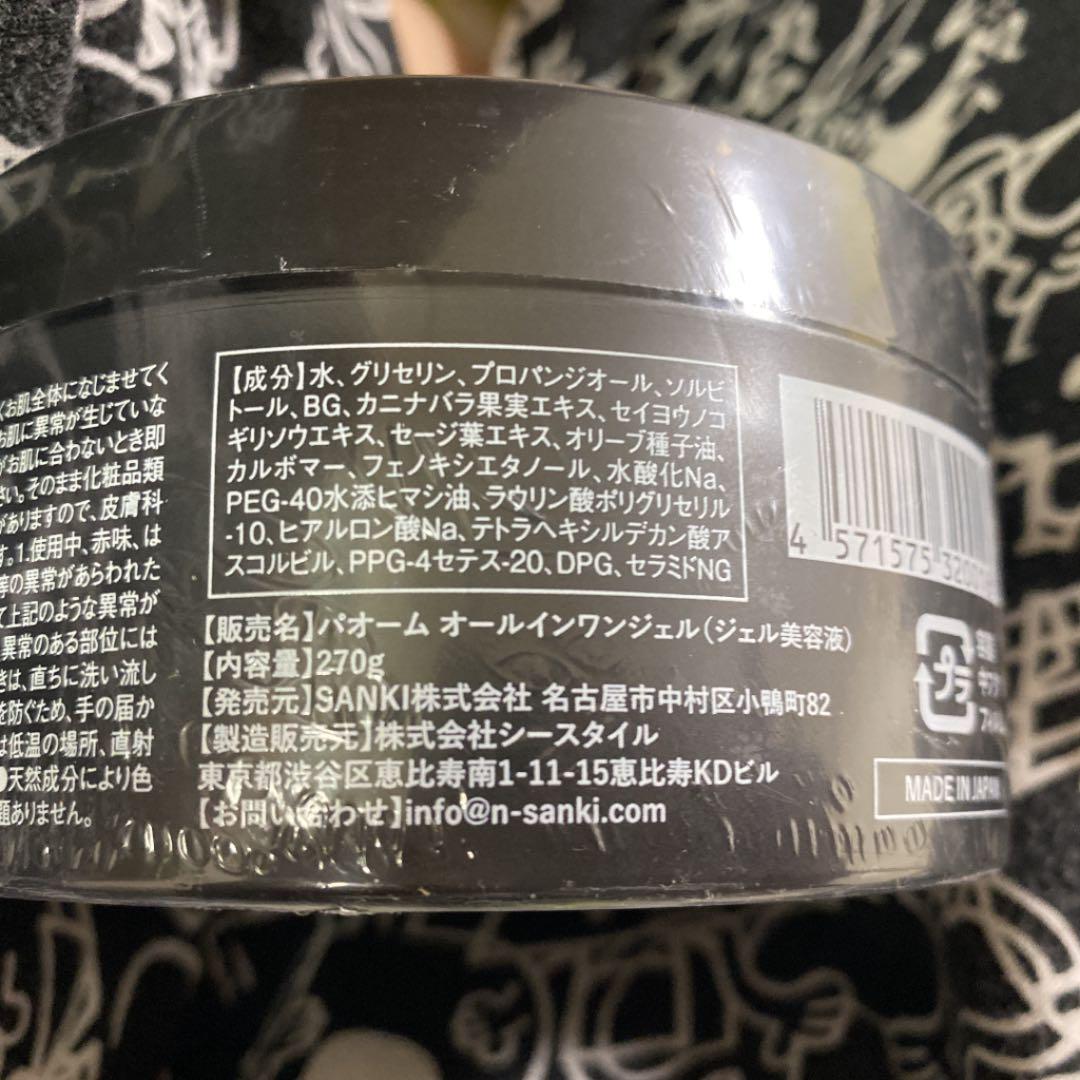 くお肌全体になじませてく
お肌に異常が生じていな
がお肌に合わないとき即
さい。そのまま化粧品類
がありますので、皮膚科
す。1.使用中、赤味、は
等の異常があらわれた
て上記のような異常が
異常のある部位には
きは、直ちに洗い流し
を防ぐため、手の届か
は低温の場所、直射
●天然成分により色
題ありません。
【成分】水、グリセリン、プロパンジオール、ソルビ
トール、BG、カニナバラ果実エキス、セイヨウノコ
ギリソウエキス、セージ葉エキス、オリーブ種子油、
カルボマー、フェノキシエタノール、水酸化Na、
PEG-40水添ヒマシ油、ラウリン酸ポリグリセリル
-10、ヒアルロン酸Na、テトラヘキシルデカン酸ア
スコルビル、PPG-4セテス-20、DPG、セラミドNG
【販売名】パオーム オールインワンジェル（ジェル美容液）
【内容量】270g
【発売元】SANKI株式会社 名古屋市中村区小鴨町82
【製造販売元】株式会社シースタイル
東京都渋谷区恵比寿南1-11-15恵比寿KDビル
【お問い合わせ】info@n-sanki.com
4 571575 3200
プラ
MADE IN JAPAN